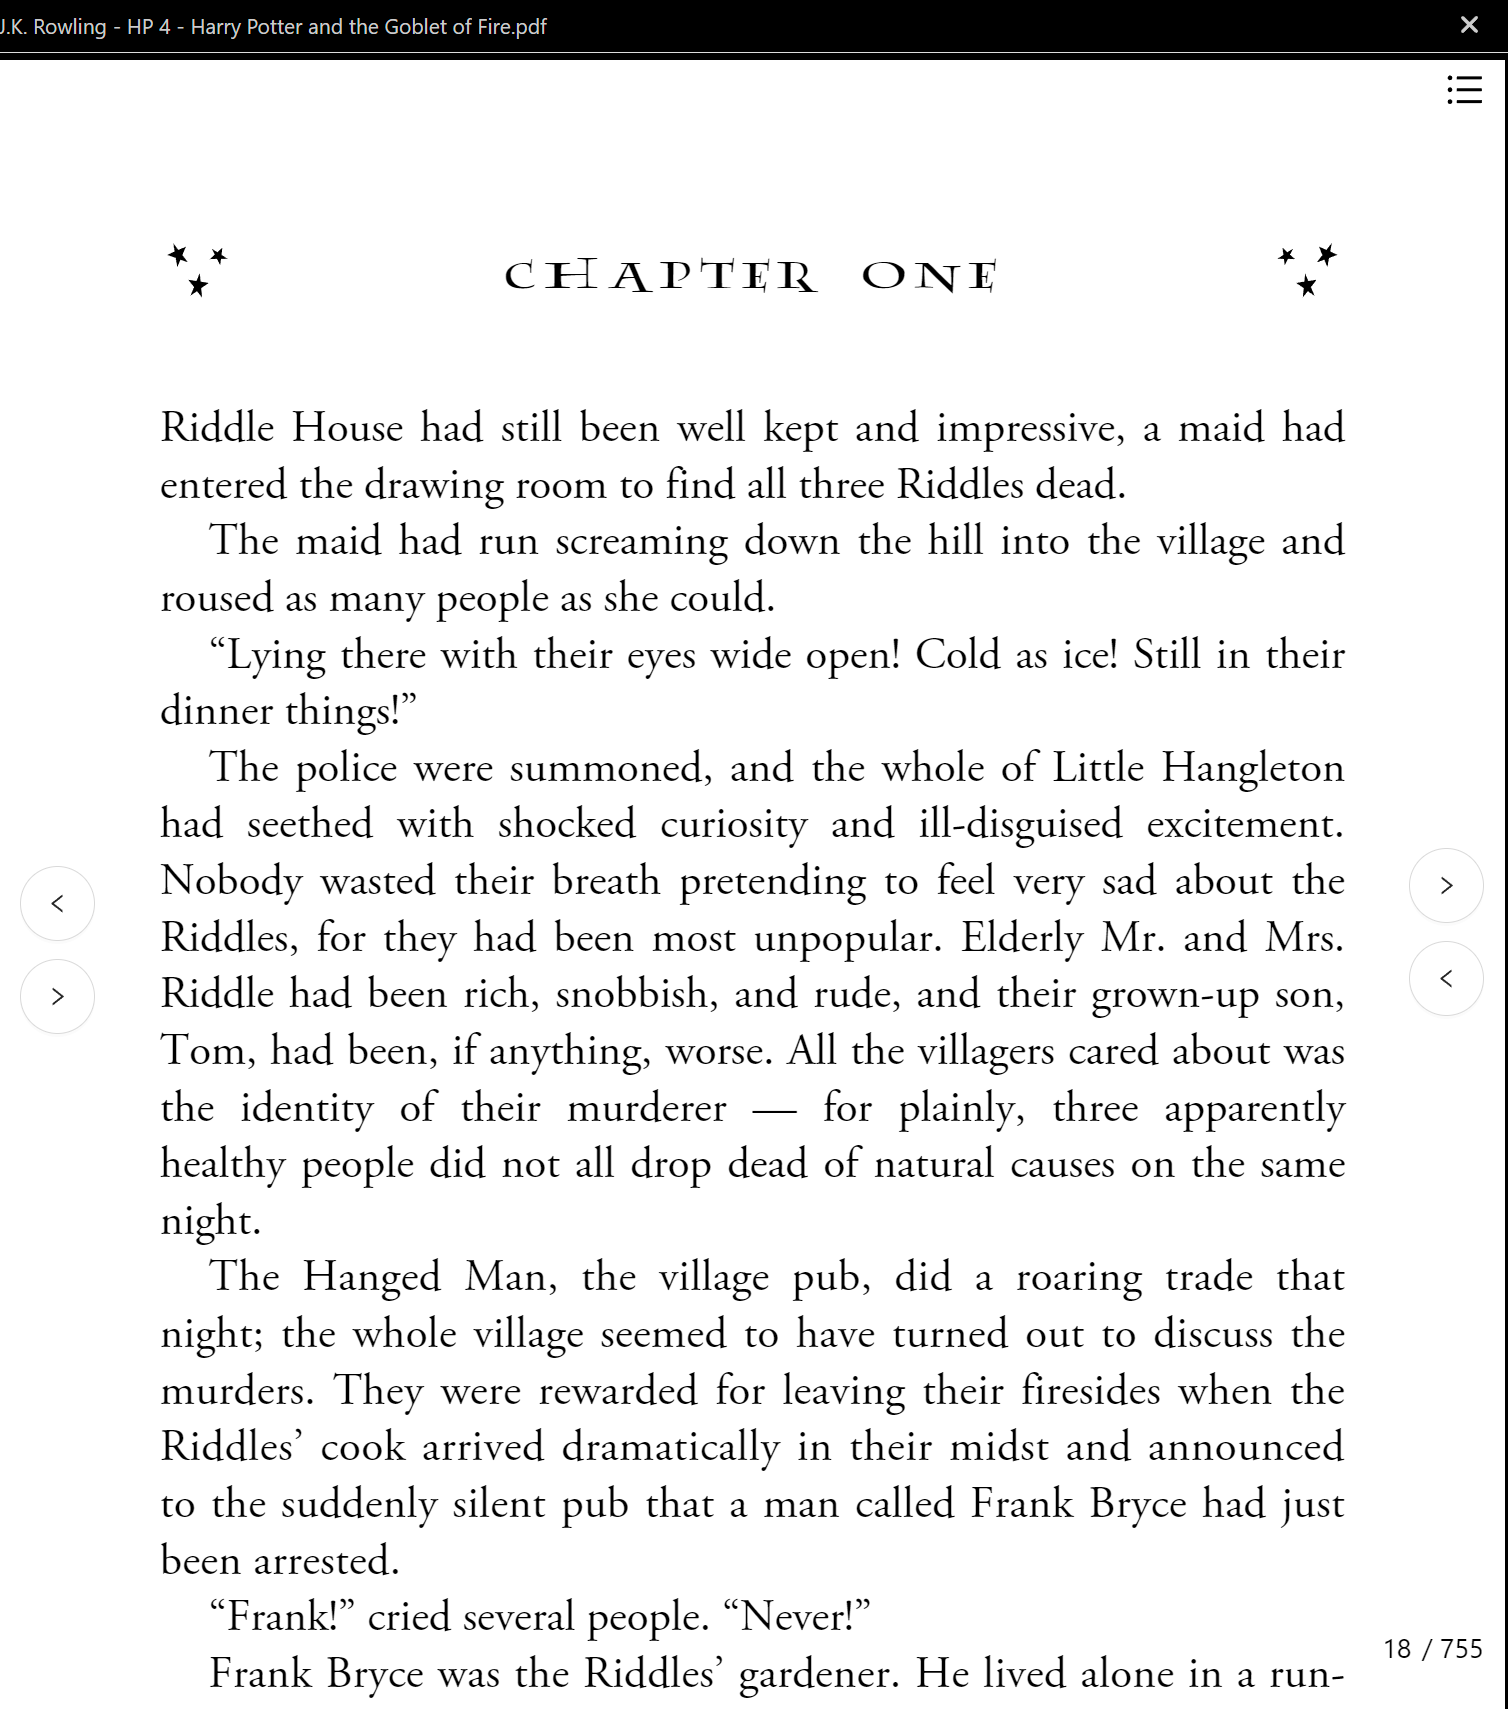 J.K. Rowling - HP 4 - Harry Potter and the Goblet of Fire.pdf
CHAPTER ONE
Riddle House had still been well kept and impressive, a maid had
entered the drawing room to find all three Riddles dead.
The maid had run screaming down the hill into the village and
roused as many people as she could.
“Lying there with their eyes wide open! Cold as ice! Still in their
dinner things!”
The police were summoned, and the whole of Little Hangleton
had seethed with shocked curiosity and ill-disguised excitement.
Nobody wasted their breath pretending to feel very sad about the
Riddles, for they had been most unpopular. Elderly Mr. and Mrs.
Riddle had been rich, snobbish, and rude, and their grown-up son,
Tom, had been, if anything, worse. All the villagers cared about was
the identity of their murderer — for plainly, three apparently
healthy people did not all drop dead of natural causes on the same
night.
The Hanged Man, the village pub, did a roaring trade that
night; the whole village seemed to have turned out to discuss the
murders. They were rewarded for leaving their firesides when the
Riddles’ cook arrived dramatically in their midst and announced
to the suddenly silent pub that a man called Frank Bryce had just
been arrested.
“Frank!” cried several people. “Never!”
Frank Bryce was the Riddles’ gardener. He lived alone in a run-
18 / 755